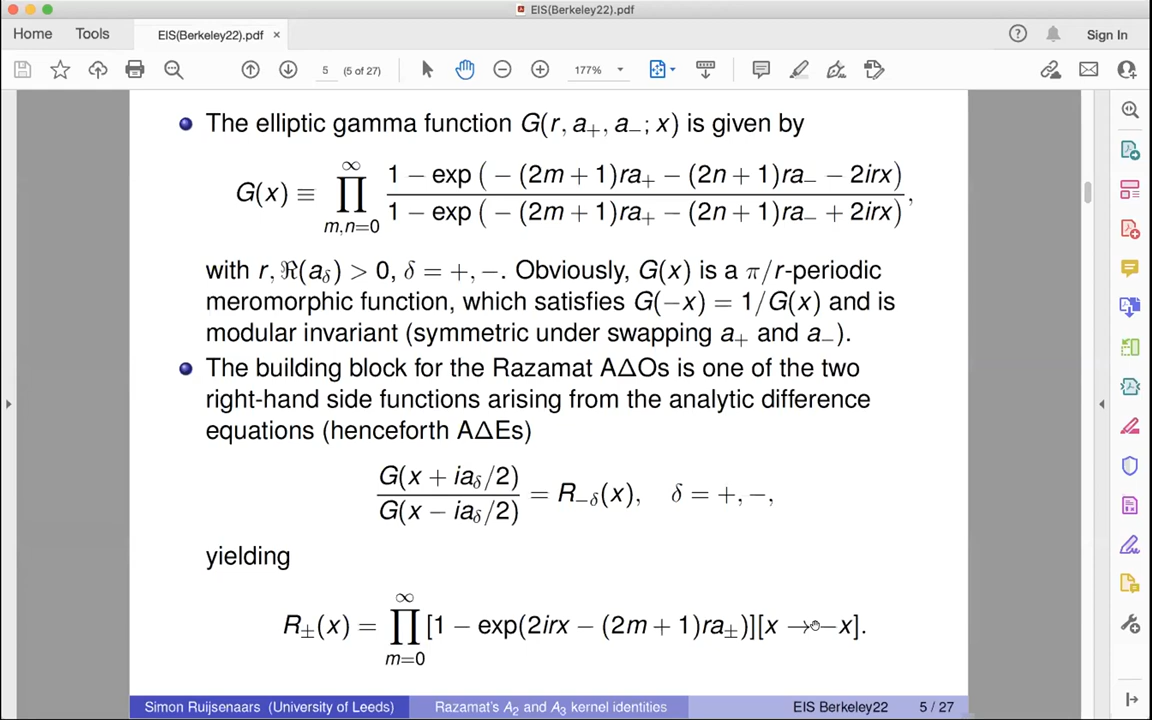 EIS(Berkeley22).pdf
Home Tools EIS(Berkeley22).pdf × Sign In
5 (5 of 27) 177%
• The elliptic gamma function G(r, a₊, a₋; x) is given by
G(x) ≡ ∏_{m,n=0}^{∞} (1 − exp ( − (2m + 1)ra₊ − (2n + 1)ra₋ − 2irx)) / (1 − exp ( − (2m + 1)ra₊ − (2n + 1)ra₋ + 2irx)),
with r, ℜ(a_δ) > 0, δ = +, −. Obviously, G(x) is a π/r-periodic
meromorphic function, which satisfies G(−x) = 1/G(x) and is
modular invariant (symmetric under swapping a₊ and a₋).
• The building block for the Razamat AΔOs is one of the two
right-hand side functions arising from the analytic difference
equations (henceforth AΔEs)
G(x + ia_δ/2) / G(x − ia_δ/2) = R_{−δ}(x), δ = +, −,
yielding
R_±(x) = ∏_{m=0}^{∞} [1 − exp(2irx − (2m + 1)ra_±)][x → −x].
Simon Ruijsenaars (University of Leeds) Razamat's A₂ and A₃ kernel identities EIS Berkeley22 5 / 27